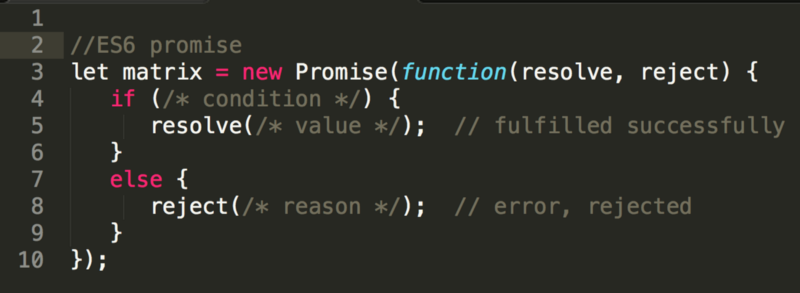 1
2 //ES6 promise
3 let matrix = new Promise(function(resolve, reject) {
4    if (/* condition */) {
5       resolve(/* value */);  // fulfilled successfully
6    }
7    else {
8       reject(/* reason */);  // error, rejected
9    }
10 });